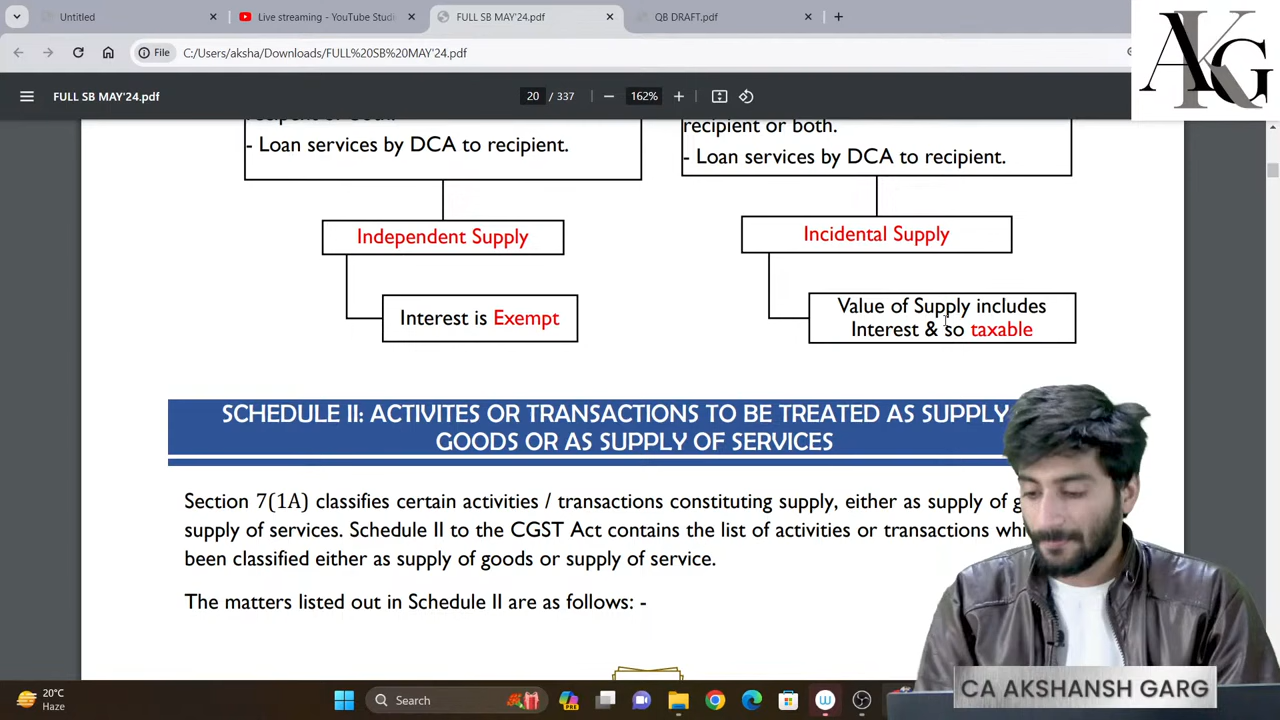 Untitled
Live streaming - YouTube Stud
FULL SB MAY'24.pdf
QB DRAFT.pdf
File
C:/Users/aksha/Downloads/FULL%20SB%20MAY'24.pdf
AKG
FULL SB MAY'24.pdf
20 / 337
162%
- Loan services by DCA to recipient.
Independent Supply
Interest is Exempt
recipient or both.
- Loan services by DCA to recipient.
Incidental Supply
Value of Supply includes
Interest & so taxable
SCHEDULE II: ACTIVITES OR TRANSACTIONS TO BE TREATED AS SUPPLY
GOODS OR AS SUPPLY OF SERVICES
Section 7(1A) classifies certain activities / transactions constituting supply, either as supply of g
supply of services. Schedule II to the CGST Act contains the list of activities or transactions whi
been classified either as supply of goods or supply of service.
The matters listed out in Schedule II are as follows: -
CA AKSHANSH GARG
20°C
Haze
Search